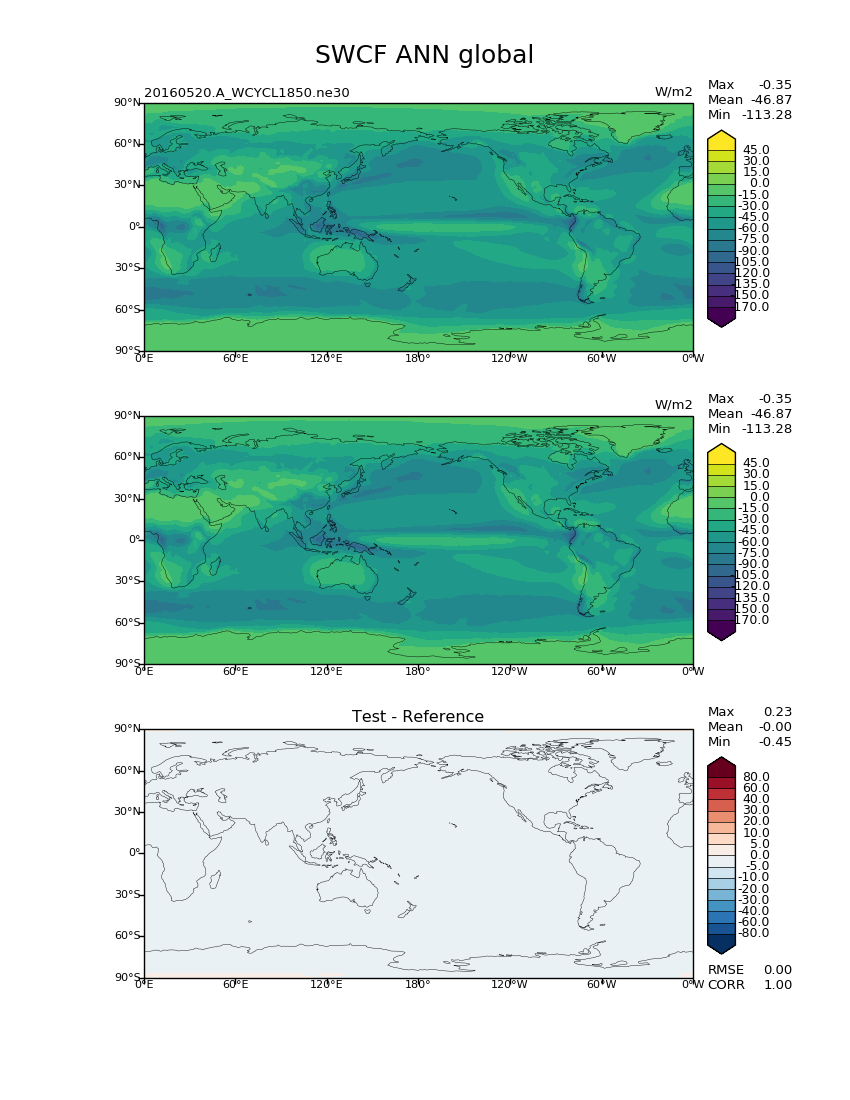 SWCF ANN global
20160520.A_WCYCL1850.ne30
W/m2
Max -0.35
Mean -46.87
Min -113.28
90°N
60°N
30°N
0°
30°S
60°S
90°S
0°E 60°E 120°E 180° 120°W 60°W 0°W
45.0
30.0
15.0
0.0
-15.0
-30.0
-45.0
-60.0
-75.0
-90.0
105.0
120.0
135.0
150.0
170.0
W/m2
Max -0.35
Mean -46.87
Min -113.28
90°N
60°N
30°N
0°
30°S
60°S
90°S
0°E 60°E 120°E 180° 120°W 60°W 0°W
45.0
30.0
15.0
0.0
-15.0
-30.0
-45.0
-60.0
-75.0
-90.0
-105.0
-120.0
-135.0
-150.0
170.0
Test - Reference
Max 0.23
Mean -0.00
Min -0.45
90°N
60°N
30°N
0°
30°S
60°S
90°S
0°E 60°E 120°E 180° 120°W 60°W 0°W
80.0
60.0
40.0
30.0
20.0
10.0
5.0
0.0
-5.0
-10.0
-20.0
-30.0
-40.0
-60.0
-80.0
RMSE 0.00
CORR 1.00